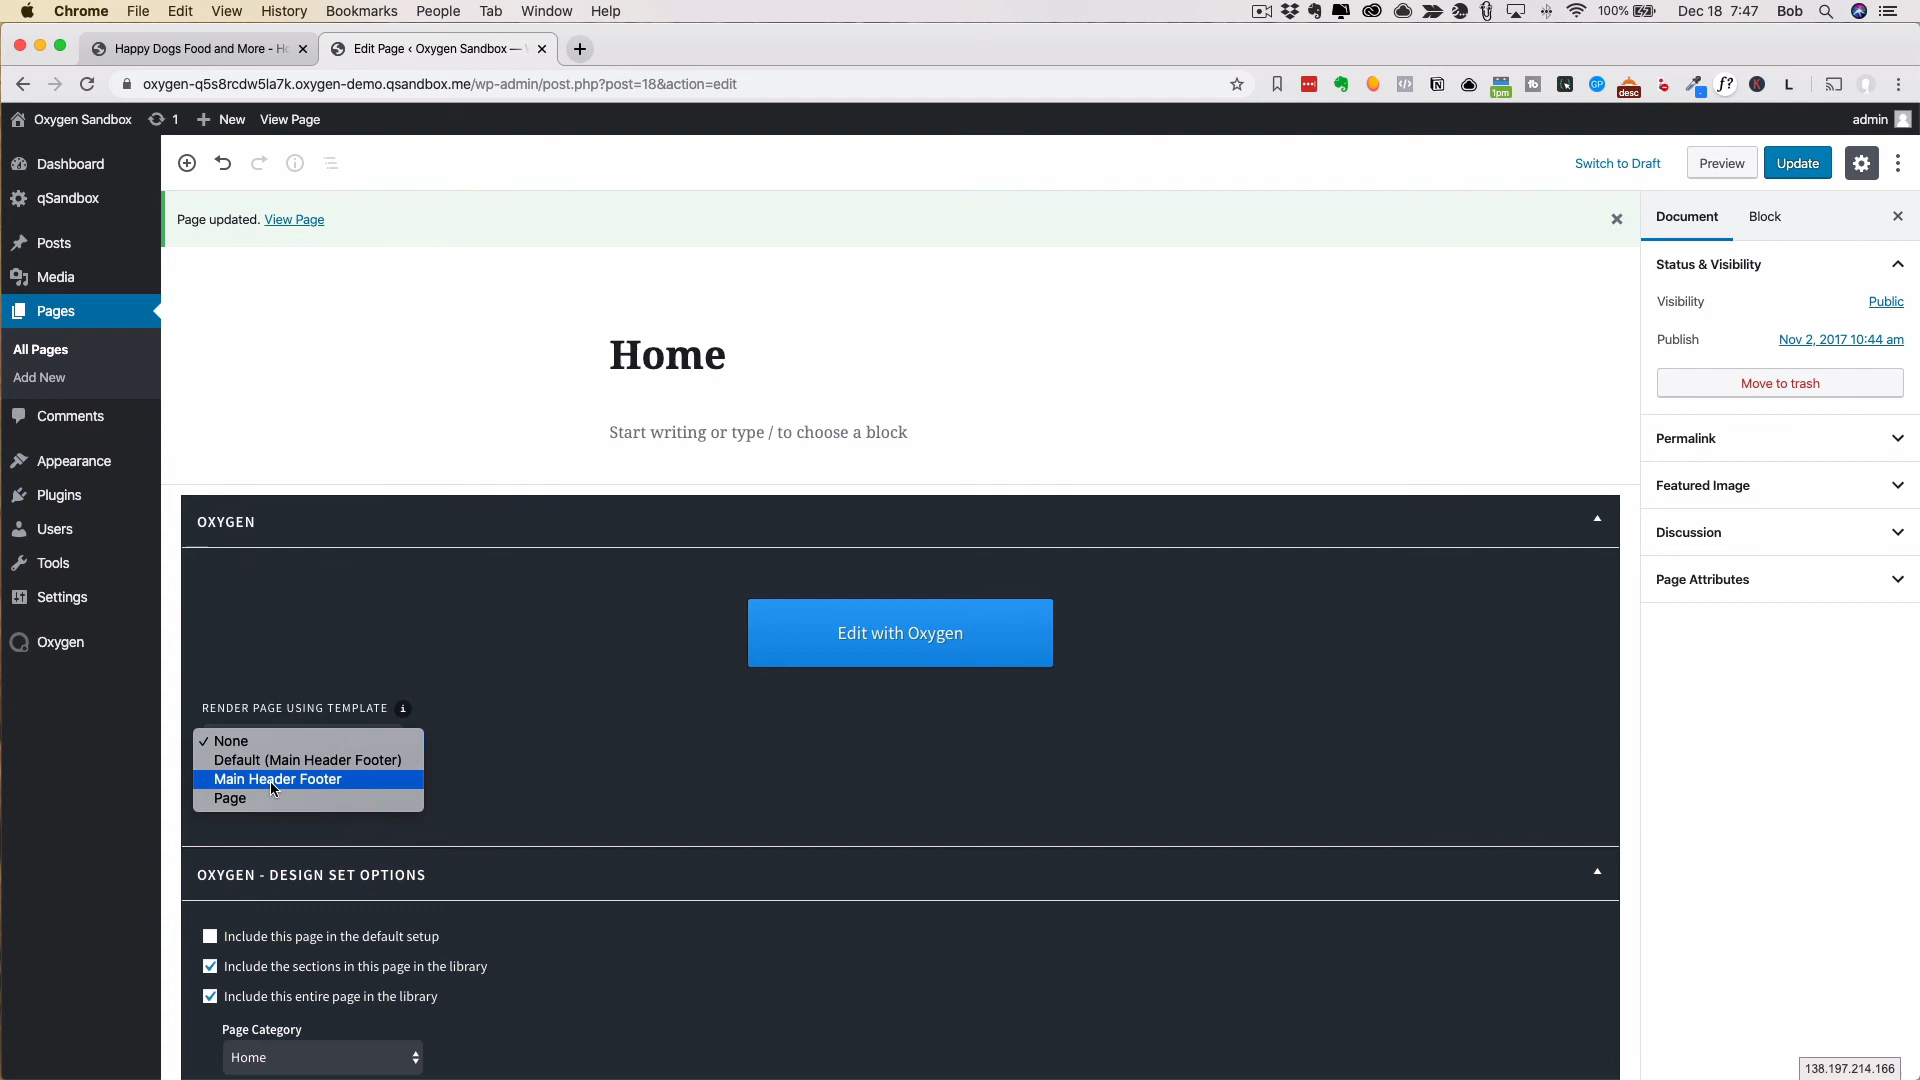 Chrome File Edit View History Bookmarks People Tab Window Help 100% Dec 18 7:47 Bob
Happy Dogs Food and More - Ho
Edit Page ‹ Oxygen Sandbox —
oxygen-q5s8rcdw5la7k.oxygen-demo.qsandbox.me/wp-admin/post.php?post=18&action=edit
1pm
desc
Oxygen Sandbox 1 New View Page admin
Dashboard
qSandbox
Posts
Media
Pages
All Pages
Add New
Comments
Appearance
Plugins
Users
Tools
Settings
Oxygen
Switch to Draft Preview Update
Page updated. View Page
Home
Start writing or type / to choose a block
OXYGEN
Edit with Oxygen
RENDER PAGE USING TEMPLATE i
✓ None
Default (Main Header Footer)
Main Header Footer
Page
OXYGEN - DESIGN SET OPTIONS
Include this page in the default setup
Include the sections in this page in the library
Include this entire page in the library
Page Category
Home
Document Block
Status & Visibility
Visibility Public
Publish Nov 2, 2017 10:44 am
Move to trash
Permalink
Featured Image
Discussion
Page Attributes
138.197.214.166